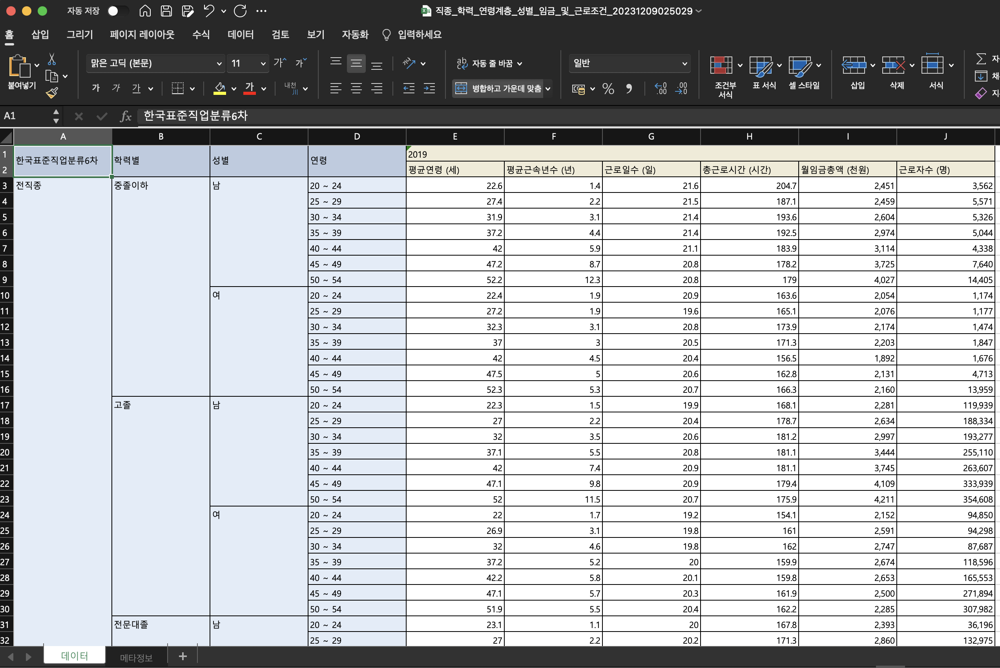 자동 저장
직종_학력_연령계층_성별_임금_및_근로조건_20231209025029
홈 삽입 그리기 페이지 레이아웃 수식 데이터 검토 보기 자동화 입력하세요
붙여넣기
맑은 고딕 (본문) 11 가 가
가 가 가 가 내천
자동 줄 바꿈
병합하고 가운데 맞춤
일반
조건부 서식
표 서식
셀 스타일
삽입
삭제
서식
A1 fx 한국표준직업분류6차
A B C D E F G H I J
1 한국표준직업분류6차 학력별 성별 연령 2019
2 평균연령 (세) 평균근속년수 (년) 근로일수 (일) 총근로시간 (시간) 월임금총액 (천원) 근로자수 (명)
3 전직종 중졸이하 남 20 ~ 24 22.6 1.4 21.6 204.7 2,451 3,562
4 25 ~ 29 27.4 2.2 21.5 187.1 2,459 5,571
5 30 ~ 34 31.9 3.1 21.4 193.6 2,604 5,326
6 35 ~ 39 37.2 4.4 21.4 192.5 2,974 5,044
7 40 ~ 44 42 5.9 21.1 183.9 3,114 4,338
8 45 ~ 49 47.2 8.7 20.8 178.2 3,725 7,640
9 50 ~ 54 52.2 12.3 20.8 179 4,027 14,405
10 여 20 ~ 24 22.4 1.9 20.9 163.6 2,054 1,174
11 25 ~ 29 27.2 1.9 19.6 165.1 2,076 1,177
12 30 ~ 34 32.3 3.1 20.8 173.9 2,174 1,474
13 35 ~ 39 37 3 20.5 171.3 2,203 1,847
14 40 ~ 44 42 4.5 20.4 156.5 1,892 1,676
15 45 ~ 49 47.5 5 20.6 162.8 2,131 4,713
16 50 ~ 54 52.3 5.3 20.7 166.3 2,160 13,959
17 고졸 남 20 ~ 24 22.3 1.5 19.9 168.1 2,281 119,939
18 25 ~ 29 27 2.2 20.4 178.7 2,634 188,334
19 30 ~ 34 32 3.5 20.6 181.2 2,997 193,277
20 35 ~ 39 37.1 5.5 20.8 181.1 3,444 255,110
21 40 ~ 44 42 7.4 20.9 181.1 3,745 263,607
22 45 ~ 49 47.1 9.8 20.9 179.4 4,109 333,939
23 50 ~ 54 52 11.5 20.7 175.9 4,211 354,608
24 여 20 ~ 24 22 1.7 19.2 154.1 2,152 94,850
25 25 ~ 29 26.9 3.1 19.8 161 2,591 94,298
26 30 ~ 34 32 4.6 19.8 162 2,747 87,687
27 35 ~ 39 37.2 5.2 20 159.9 2,674 118,596
28 40 ~ 44 42.2 5.8 20.1 159.8 2,653 165,553
29 45 ~ 49 47.1 5.7 20.3 161.9 2,500 271,894
30 50 ~ 54 51.9 5.5 20.4 162.2 2,285 307,982
31 전문대졸 남 20 ~ 24 23.1 1.1 20 167.8 2,393 36,196
32 25 ~ 29 27 2.2 20.2 171.3 2,860 132,975
데이터 메타정보